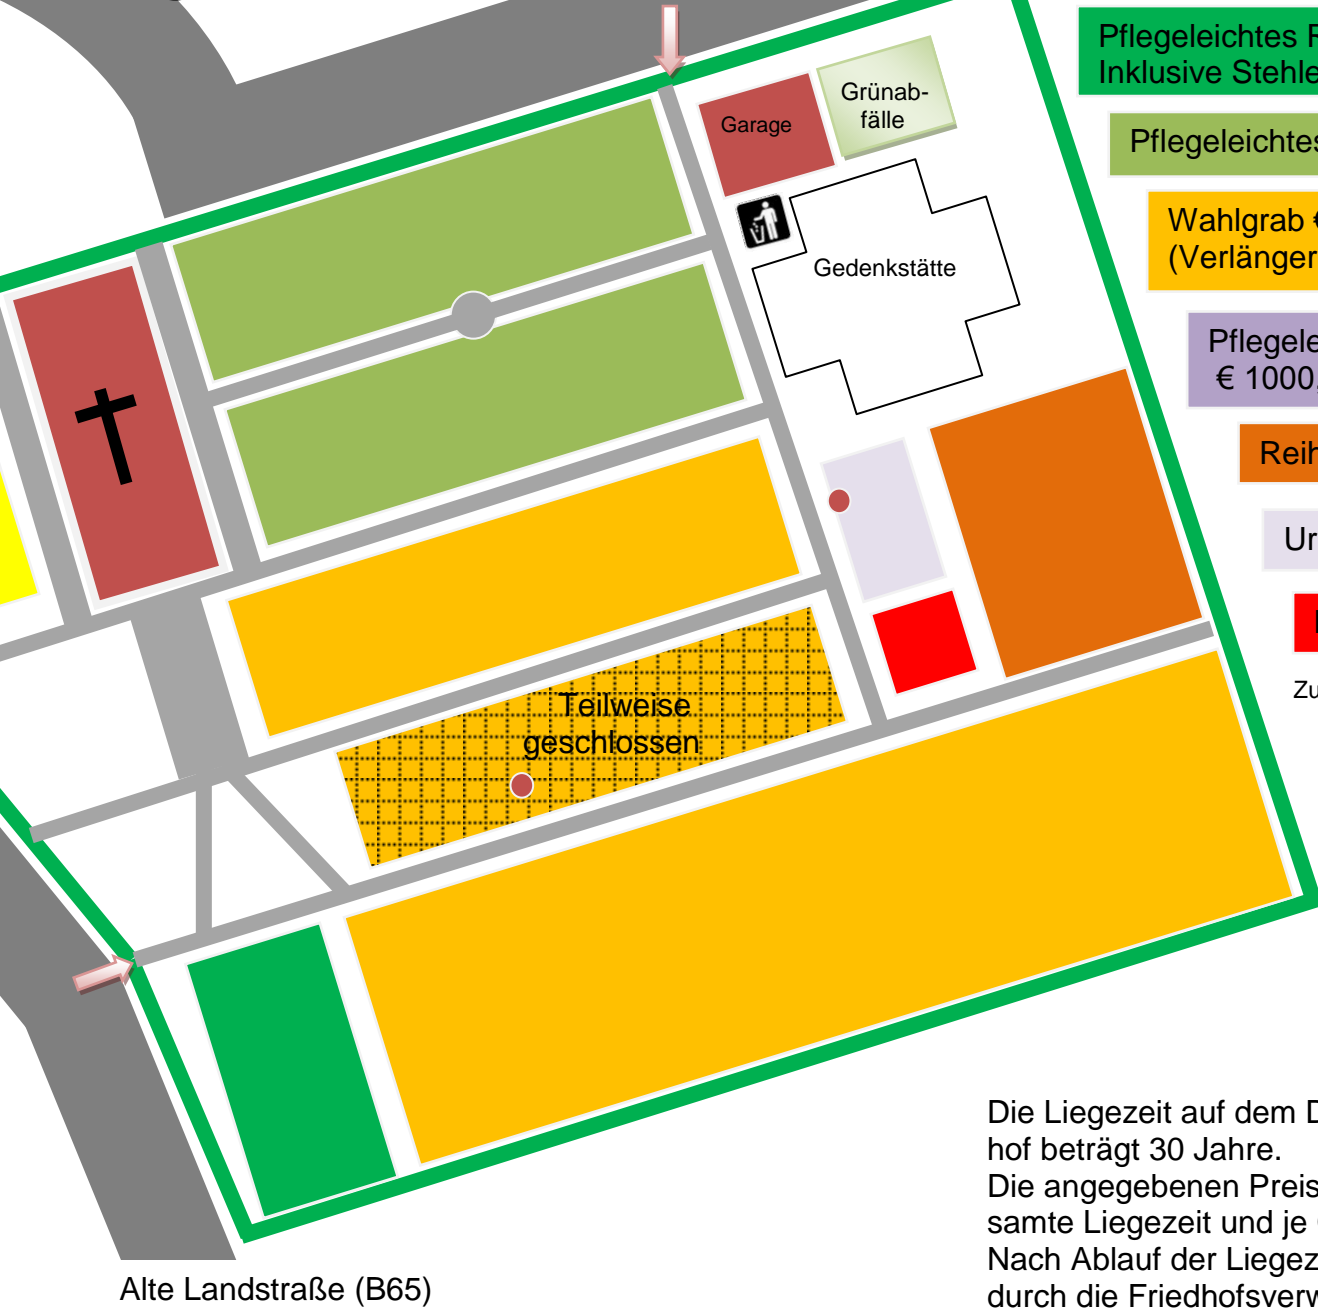 Pflegeleichtes
Inklusive Stehle
Grünab-
fälle
Garage
Pflegeleichtes
Wahlgrab €
(Verlänger
Gedenkstätte
Pflegele
€ 1000,
Reih
Ur
Zu
Teilweise
geschlossen
Die Liegezeit auf dem D
hof beträgt 30 Jahre.
Die angegebenen Preis
samte Liegezeit und je
Nach Ablauf der Liegez
durch die Friedhofsverw
Alte Landstraße (B65)